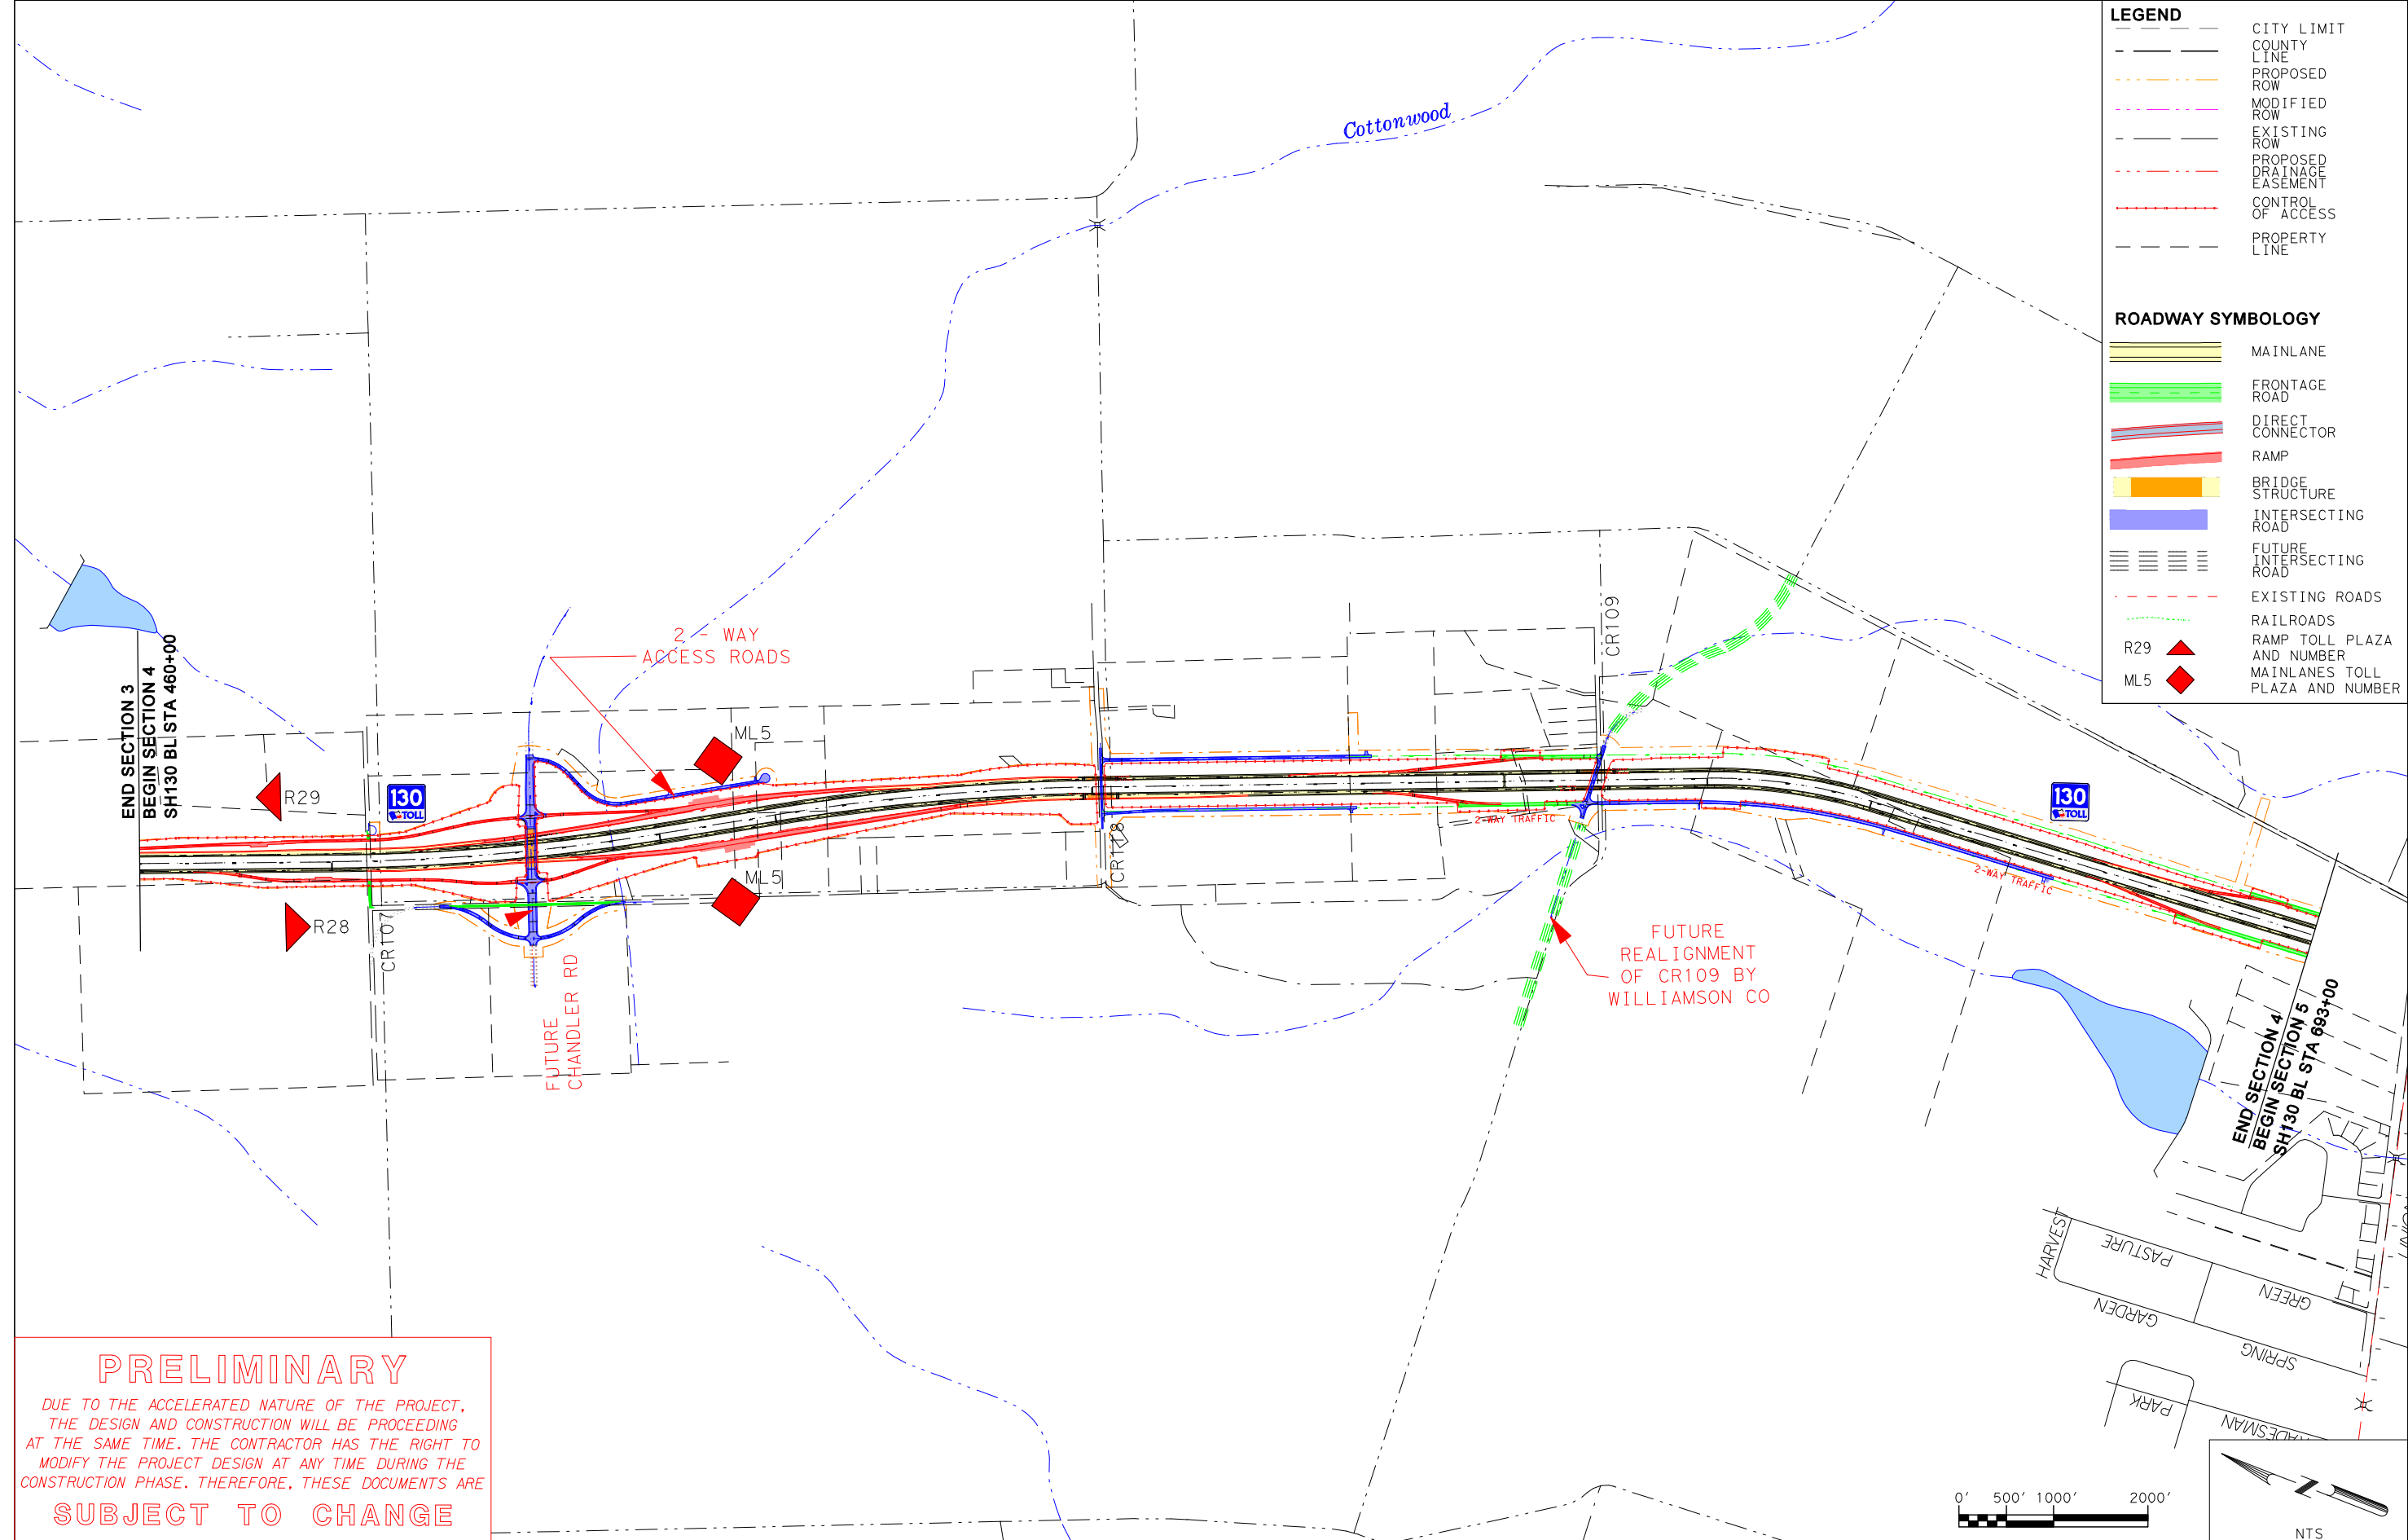 LEGEND
CITY LIMIT
COUNTY
LINE
PROPOSED
ROW
MODIFIED
ROW
EXISTING
ROW
PROPOSED
DRAINAGE
EASEMENT
CONTROL
OF ACCESS
PROPERTY
LINE
ROADWAY SYMBOLOGY
MAINLANE
FRONTAGE
ROAD
DIRECT
CONNECTOR
RAMP
BRIDGE
STRUCTURE
INTERSECTING
ROAD
FUTURE
INTERSECTING
ROAD
EXISTING ROADS
RAILROADS
R29
RAMP TOLL PLAZA
AND NUMBER
ML5
MAINLANES TOLL
PLAZA AND NUMBER
Cottonwood
END SECTION 3
BEGIN SECTION 4
SH130 BL STA 460+00
R29
R28
130
TOLL
CR107
2 - WAY
ACCESS ROADS
ML5
ML5
FUTURE
CHANDLER RD
CR118
CR109
2-WAY TRAFFIC
FUTURE
REALIGNMENT
OF CR109 BY
WILLIAMSON CO
2-WAY TRAFFIC
130
TOLL
END SECTION 4
BEGIN SECTION 5
SH130 BL STA 693+00
HARVEST
PASTURE
GREEN
GARDEN
SPRING
PARK
PRELIMINARY
DUE TO THE ACCELERATED NATURE OF THE PROJECT,
THE DESIGN AND CONSTRUCTION WILL BE PROCEEDING
AT THE SAME TIME. THE CONTRACTOR HAS THE RIGHT TO
MODIFY THE PROJECT DESIGN AT ANY TIME DURING THE
CONSTRUCTION PHASE. THEREFORE, THESE DOCUMENTS ARE
SUBJECT TO CHANGE
0' 500' 1000' 2000'
NTS